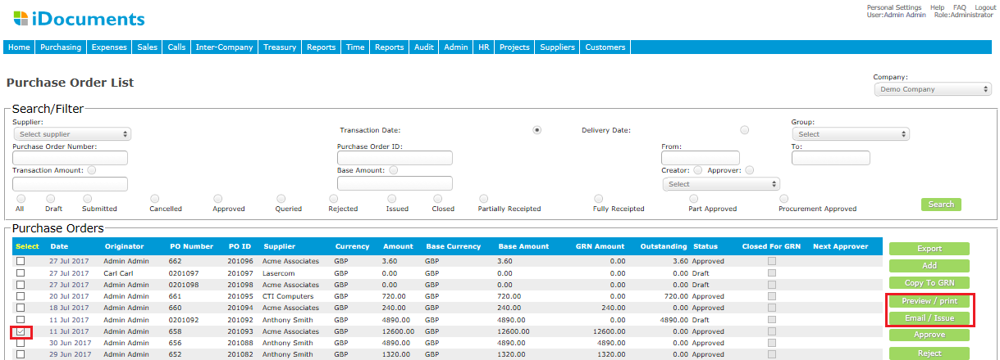 Personal Settings Help FAQ Logout
iDocuments
User:Admin Admin Role:Administrator
Home Purchasing Expenses Sales Calls Inter-Company Treasury Reports Time Reports Audit Admin HR Projects Suppliers Customers
Company:
Purchase Order List
Demo Company
Search/Filter
Supplier: Group:
Select supplier Transaction Date: Delivery Date: Select
Purchase Order Number: Purchase Order ID: From: To:
Transaction Amount: Base Amount: Creator: Approver:
Select
All Draft Submitted Cancelled Approved Queried Rejected Issued Closed Partially Receipted Fully Receipted Part Approved Procurement Approved Search
Purchase Orders
Select Date Originator PO Number PO ID Supplier Currency Amount Base Currency Base Amount GRN Amount Outstanding Status Closed For GRN Next Approver Export
27 Jul 2017 Admin Admin 662 201096 Acme Associates GBP 3.60 GBP 3.60 0.00 3.60 Approved
27 Jul 2017 Carl Carl 0201097 201097 Lasercom GBP 0.00 GBP 0.00 0.00 0.00 Draft Add
27 Jul 2017 Admin Admin 0201098 201098 Acme Associates GBP 0.00 GBP 0.00 0.00 0.00 Draft Copy To GRN
20 Jul 2017 Admin Admin 661 201095 CTI Computers GBP 720.00 GBP 720.00 0.00 720.00 Approved
18 Jul 2017 Admin Admin 660 201094 Acme Associates GBP 240.00 GBP 240.00 240.00 0.00 Approved Preview / print
11 Jul 2017 Admin Admin 0201092 201092 Anthony Smith GBP 4890.00 GBP 4890.00 0.00 4890.00 Draft Email / Issue
11 Jul 2017 Admin Admin 658 201093 Acme Associates GBP 12600.00 GBP 12600.00 12600.00 0.00 Approved Approve
30 Jun 2017 Admin Admin 656 201088 Anthony Smith GBP 4890.00 GBP 4890.00 4890.00 0.00 Approved
29 Jun 2017 Admin Admin 652 201082 Anthony Smith GBP 1320.00 GBP 1320.00 1320.00 0.00 Approved Reject